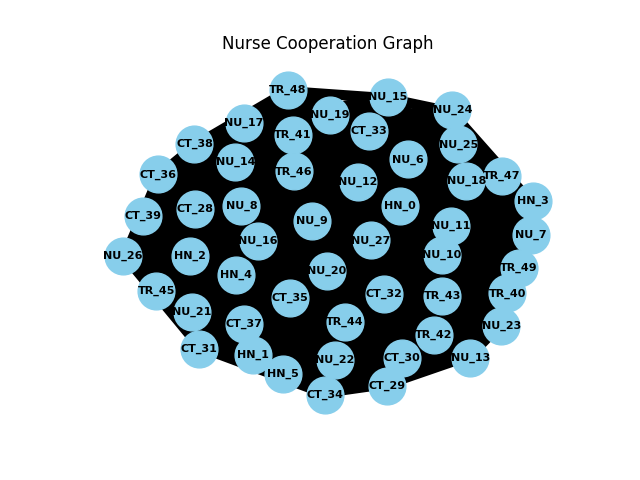 Nurse Cooperation Graph
TR_48
NU_15
NU_24
NU_19
NU_17
CT_33
TR_41
CT_38
NU_25
NU_6
NU_14
TR_46
CT_36
TR_47
NU_18
NU_12
HN_3
NU_8
HN_0
CT_28
CT_39
NU_9
NU_11
NU_7
NU_27
NU_16
NU_10
HN_2
NU_26
TR_49
NU_20
HN_4
TR_45
TR_40
CT_32
TR_43
CT_35
NU_21
TR_44
CT_37
NU_23
TR_42
CT_31
HN_1
CT_30
NU_13
NU_22
HN_5
CT_29
CT_34